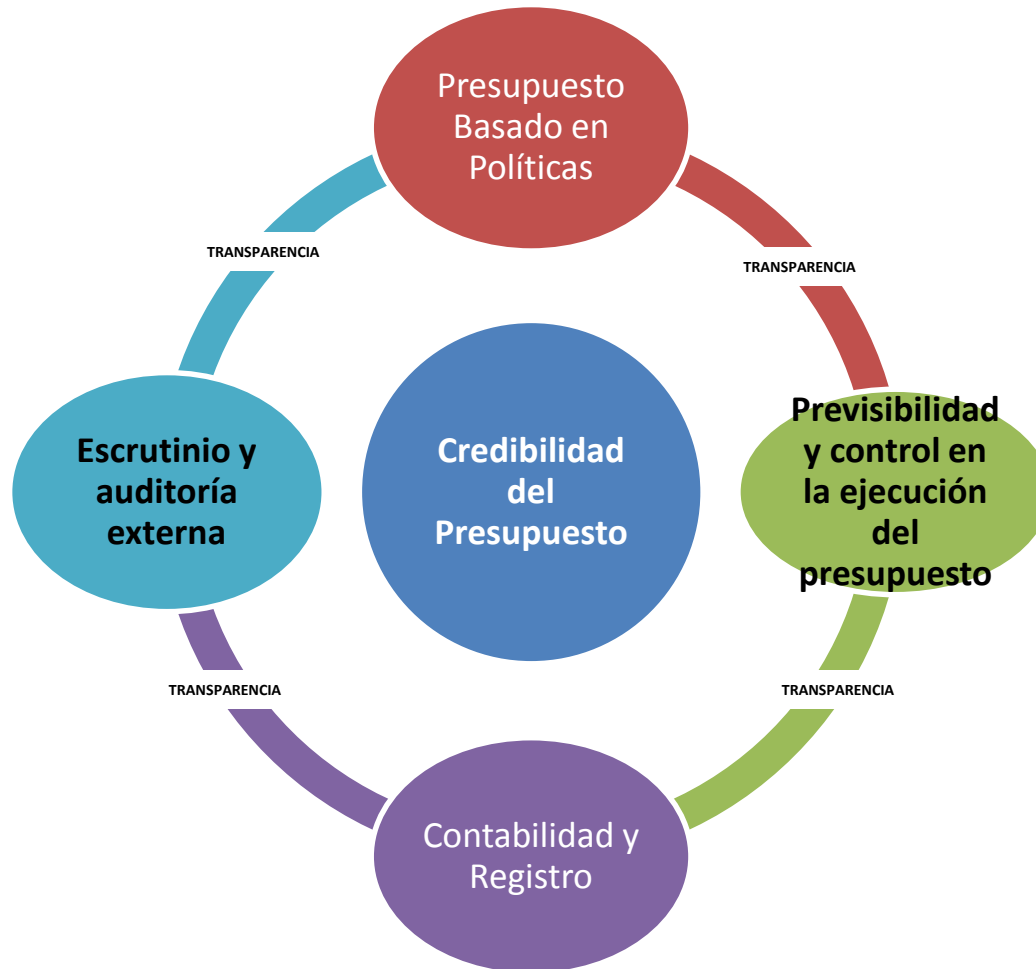 Presupuesto
Basado en
Políticas
TRANSPARENCIA
TRANSPARENCIA
Escrutinio y
auditoría
externa
Credibilidad
del
Presupuesto
Previsibilidad
y control en
la ejecución
del
presupuesto
TRANSPARENCIA
TRANSPARENCIA
Contabilidad y
Registro